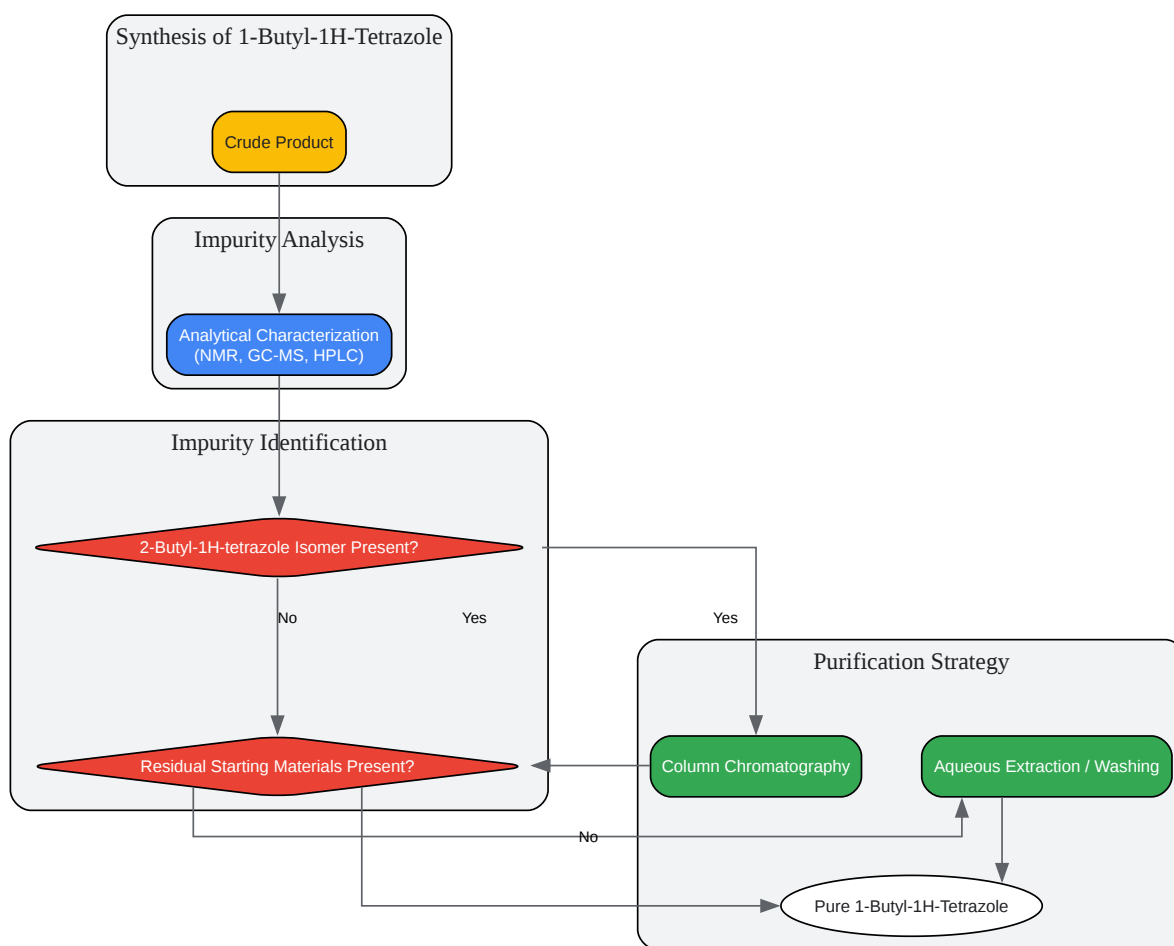 Synthesis of 1-Butyl-1H-Tetrazole
Crude Product
Impurity Analysis
Analytical Characterization
(NMR, GC-MS, HPLC)
Impurity Identification
2-Butyl-1H-tetrazole Isomer Present?
No
Yes
Yes
Purification Strategy
Residual Starting Materials Present?
Column Chromatography
Aqueous Extraction / Washing
No
Pure 1-Butyl-1H-Tetrazole